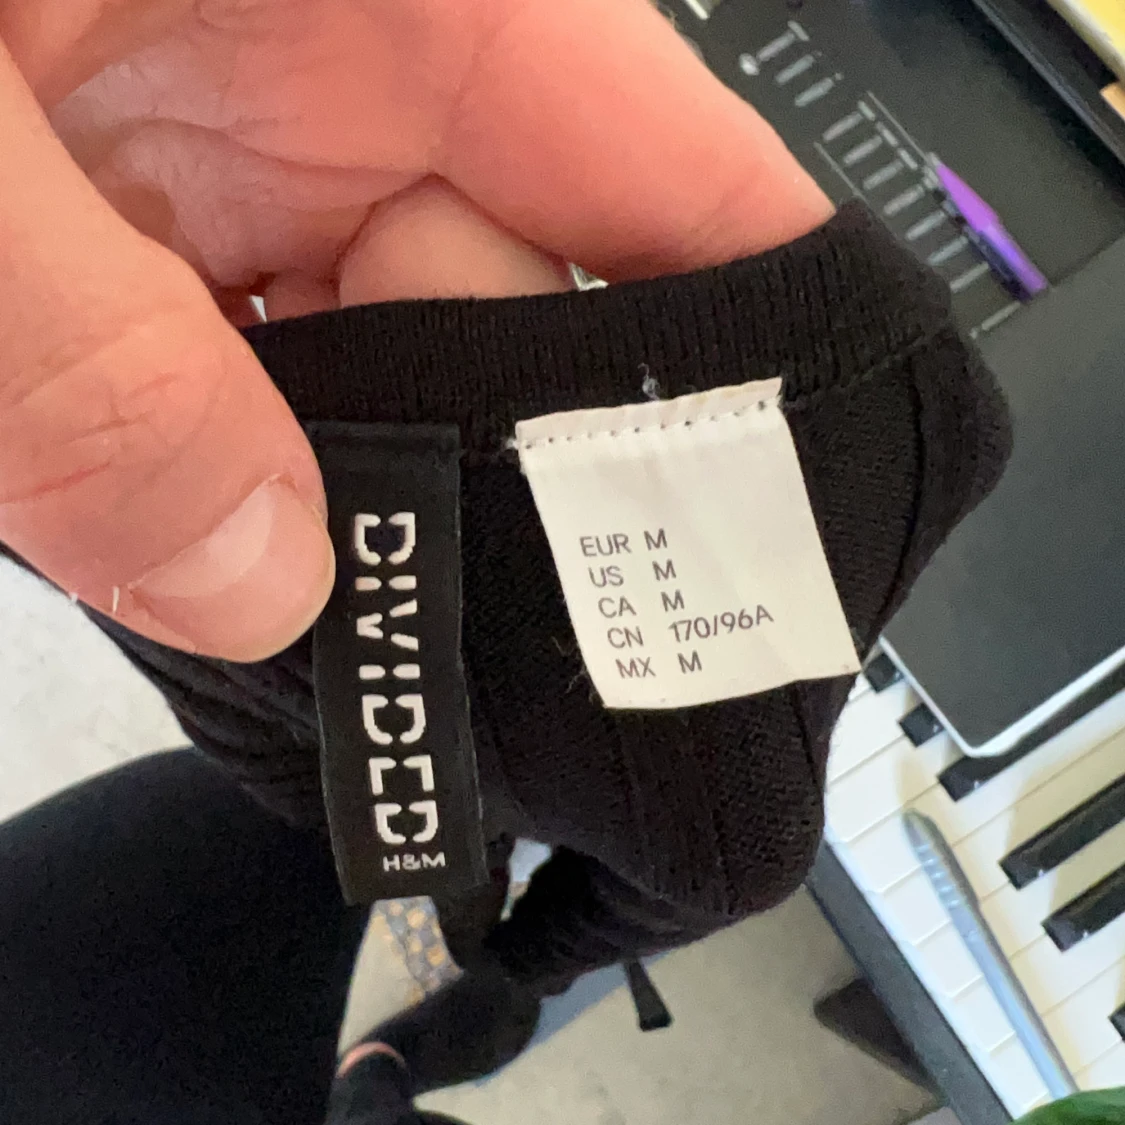 DIVIDED
H&M
EUR M
US M
CA M
CN 170/96A
MX M